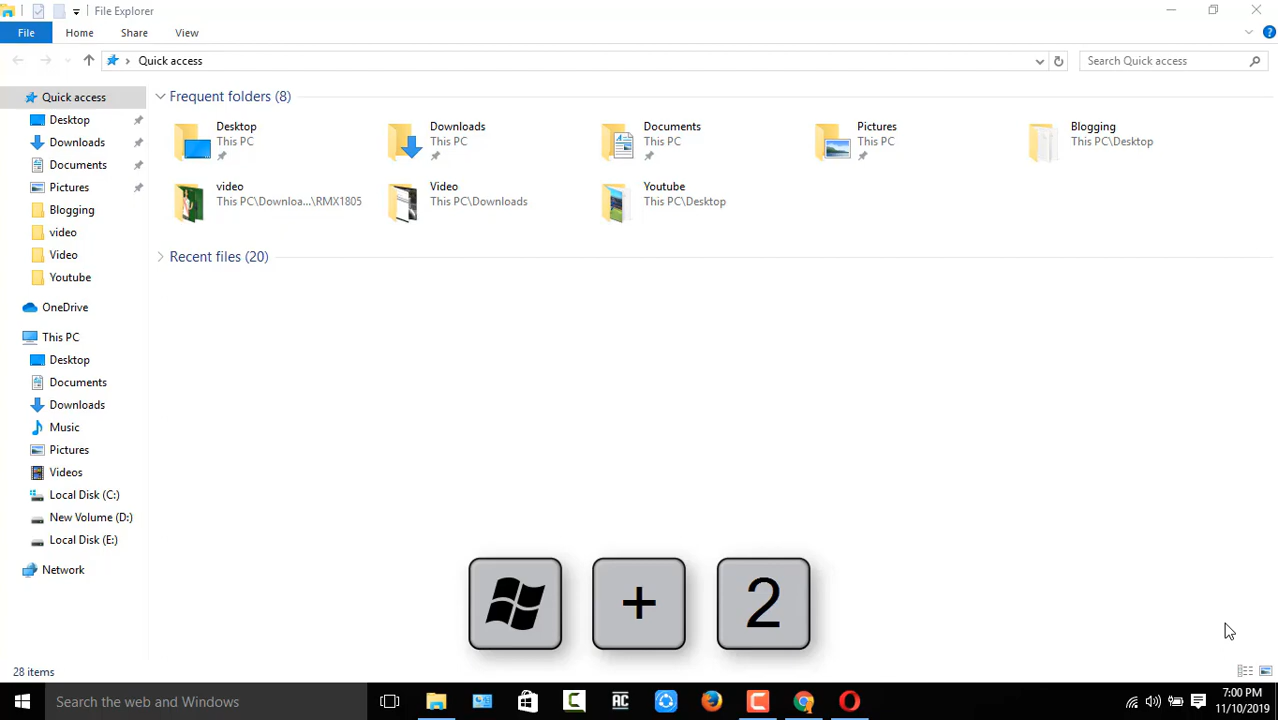 File Explorer
File Home Share View
Quick access
Search Quick access
Quick access
Desktop
Downloads
Documents
Pictures
Blogging
video
Video
Youtube
OneDrive
This PC
Desktop
Documents
Downloads
Music
Pictures
Videos
Local Disk (C:)
New Volume (D:)
Local Disk (E:)
Network
Frequent folders (8)
Desktop
This PC
Downloads
This PC
Documents
This PC
Pictures
This PC
Blogging
This PC\Desktop
video
This PC\Downloa...\RMX1805
Video
This PC\Downloads
Youtube
This PC\Desktop
Recent files (20)
+ 2
28 items
Search the web and Windows
AC
7:00 PM
11/10/2019